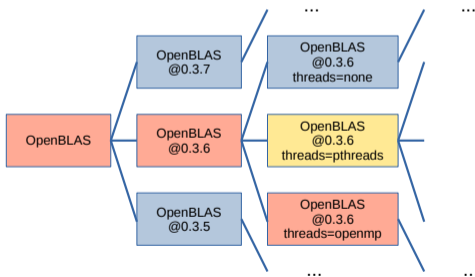 ...
...
OpenBLAS
@0.3.7
OpenBLAS
@0.3.6
threads=none
OpenBLAS
OpenBLAS
@0.3.6
OpenBLAS
@0.3.6
threads=pthreads
OpenBLAS
@0.3.5
OpenBLAS
@0.3.6
threads=openmp
...
...